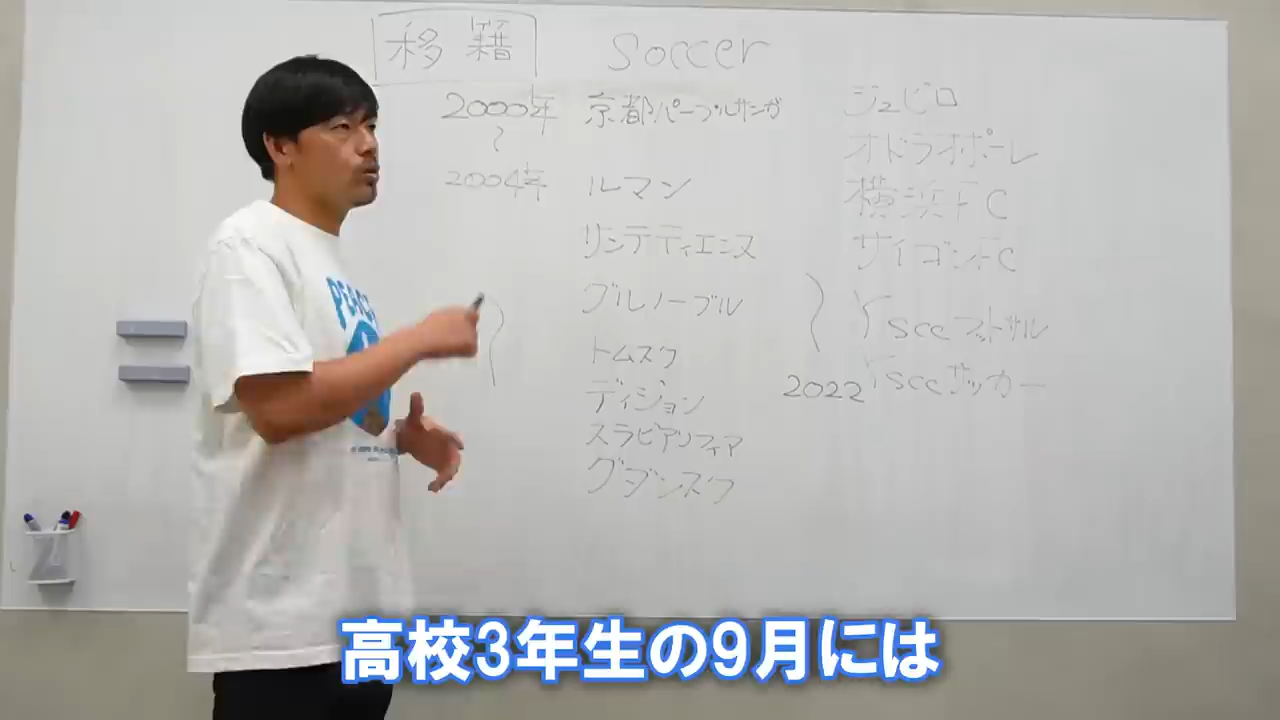 移籍
soccer
2000年 京都パープルサンガ
〜
2004年 ルマン
サンテティエンヌ
グルノーブル
トムスク
ディジョン
スラビアソフィア
グダンスク
ジュビロ
オドラオポーレ
横浜FC
サイゴンFC
Yscc フットサル
2022 Yscc サッカー
PEACE
高校3年生の9月には